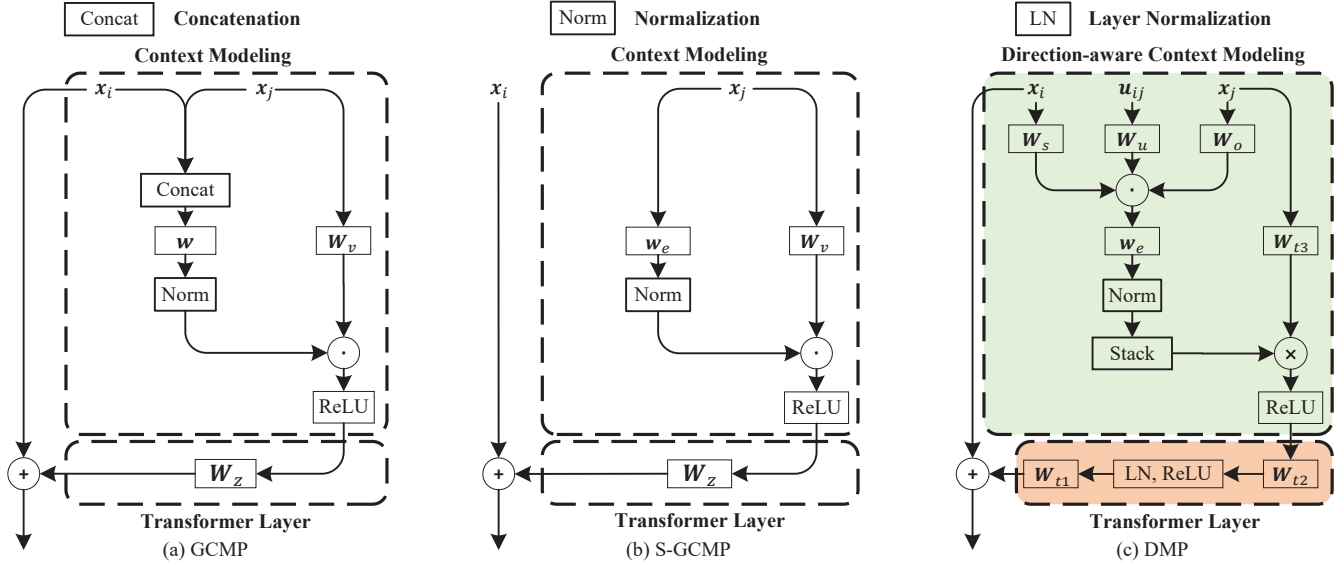 Concat Concatenation
Context Modeling
x_i x_j
Concat
w W_v
Norm
·
ReLU
+ W_z
Transformer Layer
(a) GCMP
Norm Normalization
Context Modeling
x_i x_j
w_e W_v
Norm
·
ReLU
+ W_z
Transformer Layer
(b) S-GCMP
LN Layer Normalization
Direction-aware Context Modeling
x_i u_ij x_j
W_s W_u W_o
·
w_e W_t3
Norm
Stack ×
ReLU
+ W_t1 LN, ReLU W_t2
Transformer Layer
(c) DMP